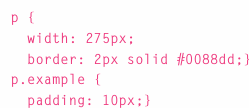 p {
  width: 275px;
  border: 2px solid #0088dd;}
p.example {
  padding: 10px;}